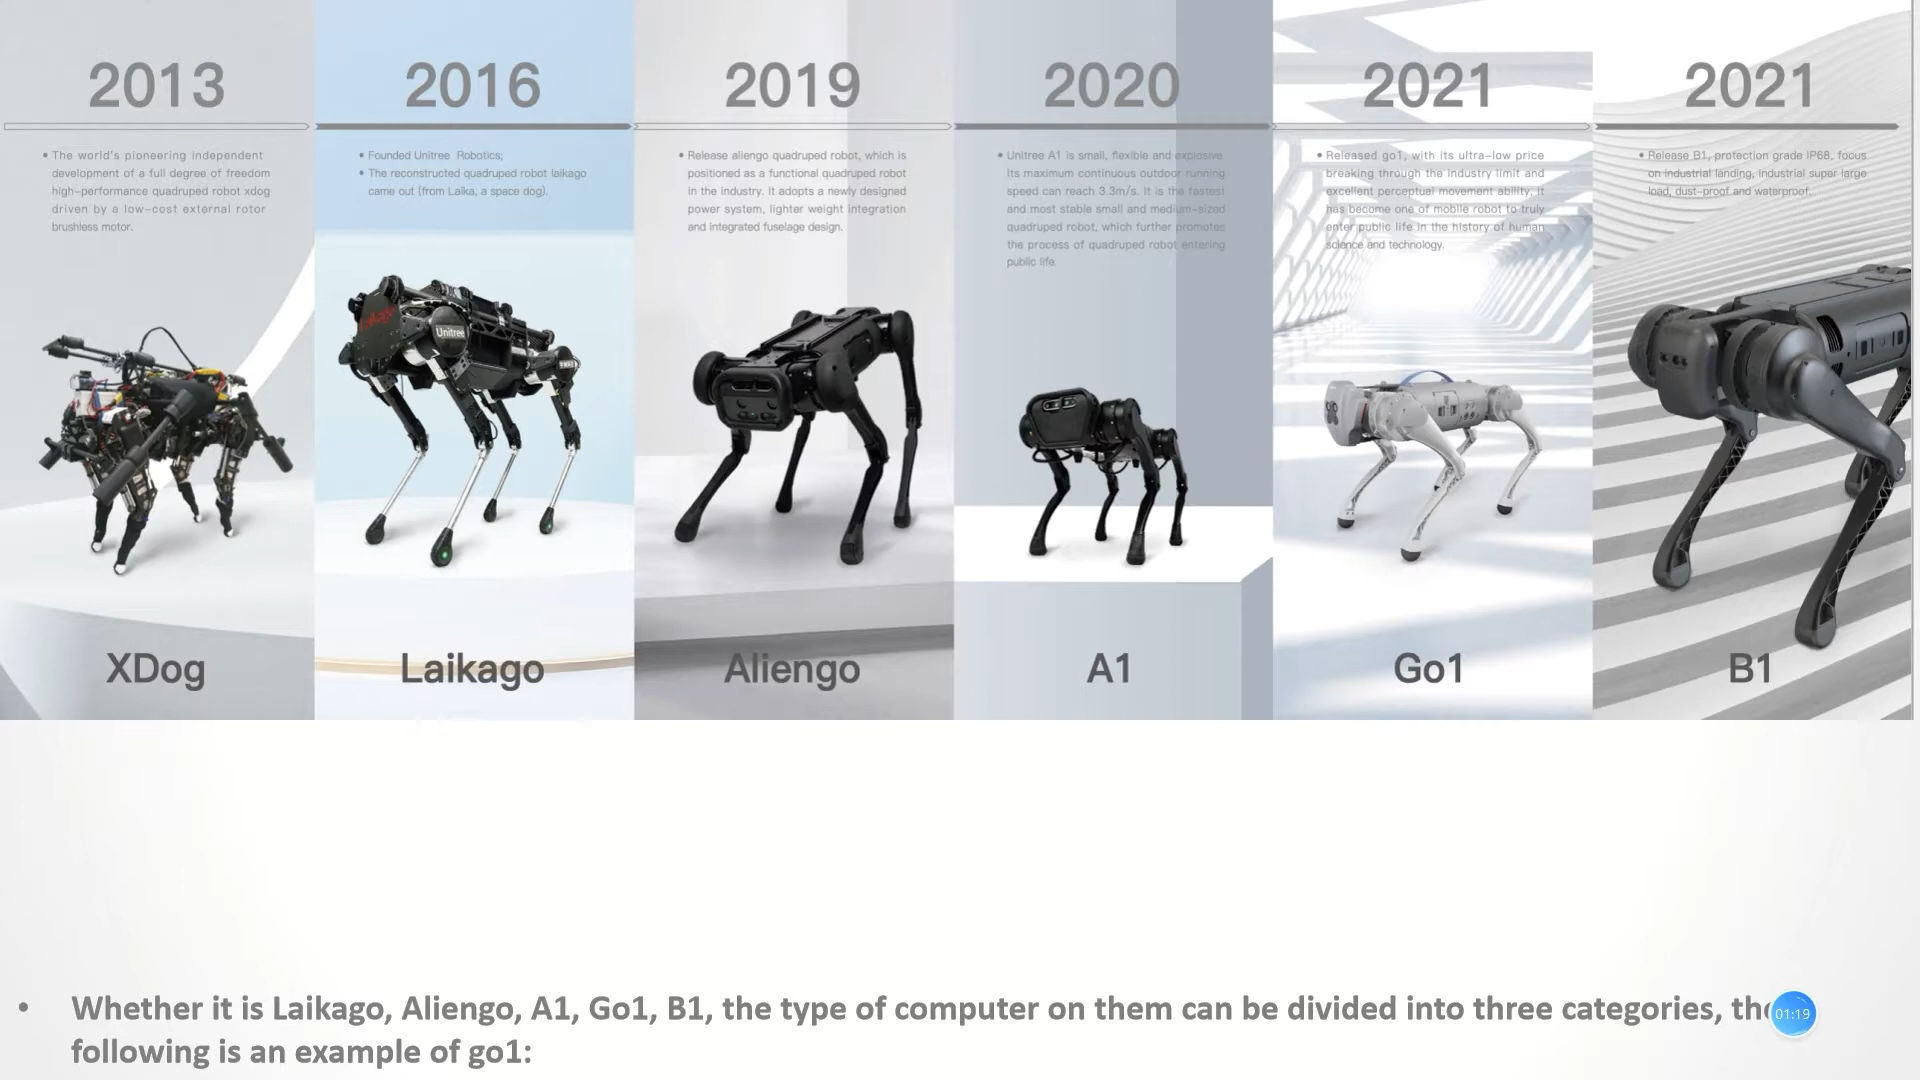 2013
• The world's pioneering independent
development of a full degree of freedom
high-performance quadruped robot xdog
driven by a low-cost external rotor
brushless motor.
XDog
2016
• Founded Unitree Robotics;
• The reconstructed quadruped robot laikago
came out (from Laika, a space dog).
Laikago
Unitree
Laikago
2019
• Release aliengo quadruped robot, which is
positioned as a functional quadruped robot
in the industry. It adopts a newly designed
power system, lighter weight integration
and integrated fuselage design.
Aliengo
2020
• Unitree A1 is small, flexible and explosive.
Its maximum continuous outdoor running
speed can reach 3.3m/s. It is the fastest
and most stable small and medium-sized
quadruped robot, which further promotes
the process of quadruped robot entering
public life.
A1
2021
• Released go1, with its ultra-low price
breaking through the industry limit and
excellent perceptual movement ability, it
has become one of mobile robot to truly
enter public life in the history of human
science and technology.
Go1
2021
• Release B1, protection grade IP68, focus
on industrial landing, industrial super large
load, dust-proof and waterproof.
B1
• Whether it is Laikago, Aliengo, A1, Go1, B1, the type of computer on them can be divided into three categories, the
following is an example of go1:
01:19